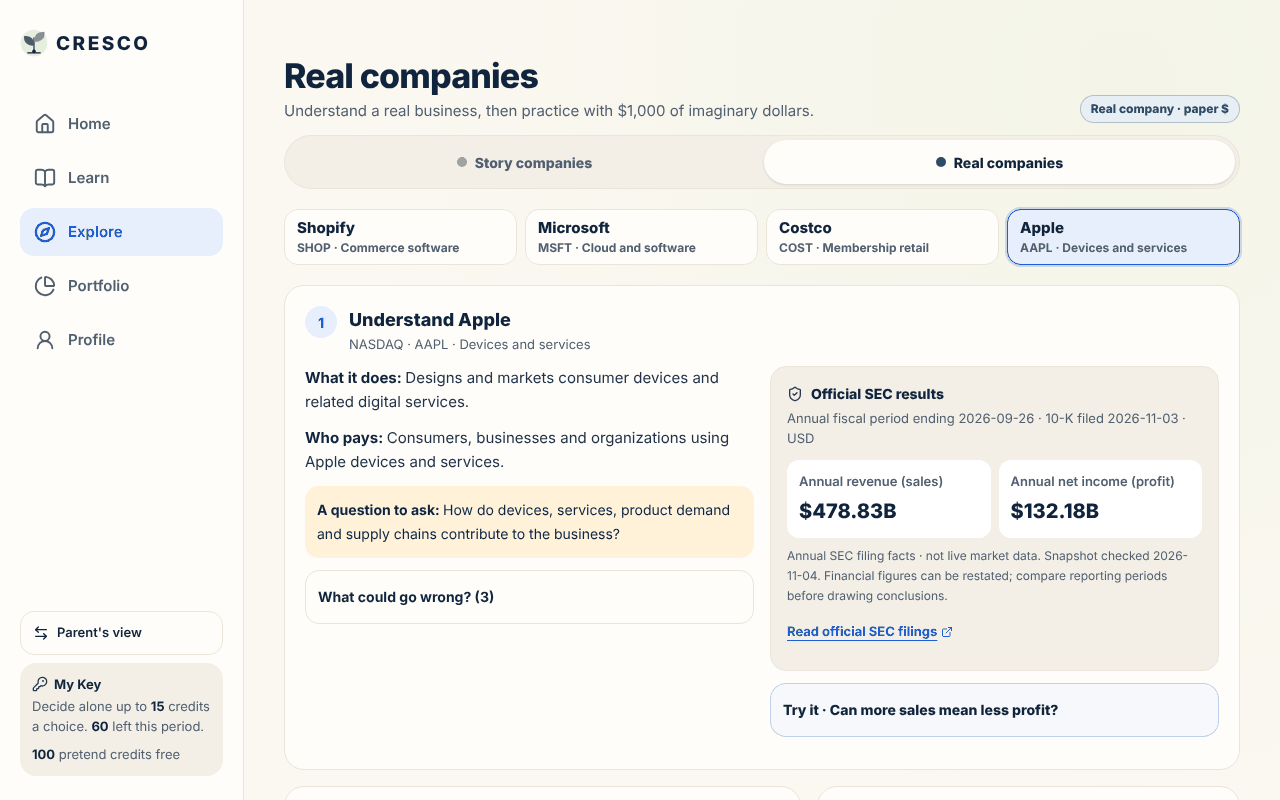 CRESCO
Home
Learn
Explore
Portfolio
Profile
Parent's view
My Key
Decide alone up to 15 credits
a choice. 60 left this period.
100 pretend credits free
Real companies
Understand a real business, then practice with $1,000 of imaginary dollars.
Real company · paper $
Story companies
Real companies
Shopify
SHOP · Commerce software
Microsoft
MSFT · Cloud and software
Costco
COST · Membership retail
Apple
AAPL · Devices and services
1
Understand Apple
NASDAQ · AAPL · Devices and services
What it does: Designs and markets consumer devices and
related digital services.
Who pays: Consumers, businesses and organizations using
Apple devices and services.
A question to ask: How do devices, services, product demand
and supply chains contribute to the business?
What could go wrong? (3)
Official SEC results
Annual fiscal period ending 2026-09-26 · 10-K filed 2026-11-03 ·
USD
Annual revenue (sales)
$478.83B
Annual net income (profit)
$132.18B
Annual SEC filing facts · not live market data. Snapshot checked 2026-
11-04. Financial figures can be restated; compare reporting periods
before drawing conclusions.
Read official SEC filings
Try it · Can more sales mean less profit?